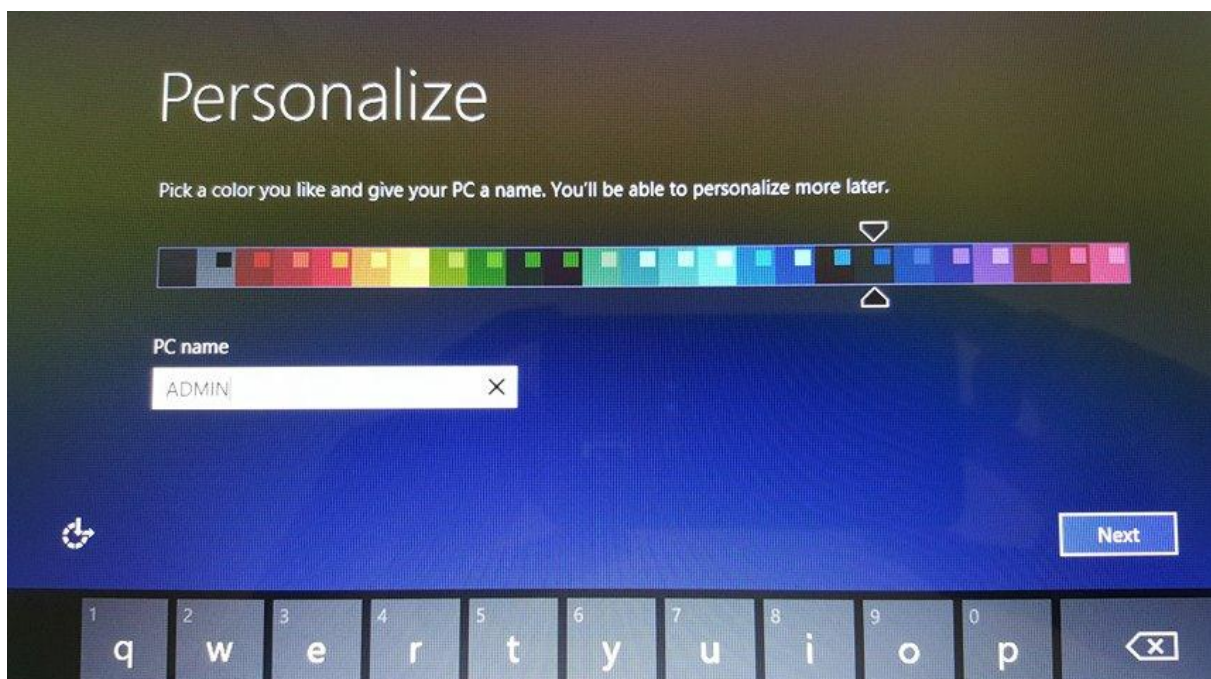 Personalize
Pick a color you like and give your PC a name. You'll be able to personalize more later.
PC name
ADMIN
Next
1 2 3 4 5 6 7 8 9 0
q w e r t y u i o p